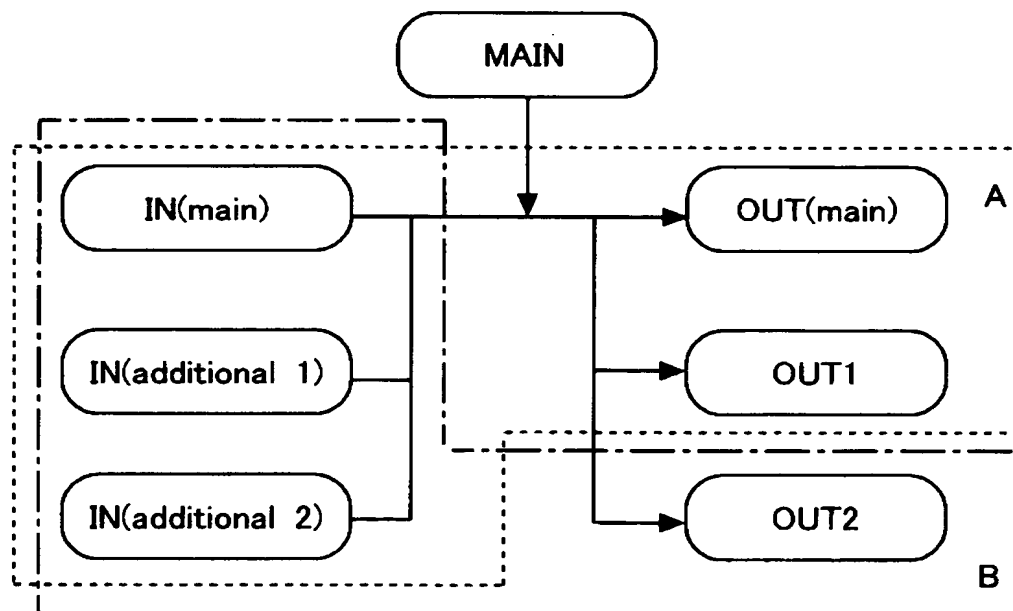 MAIN
IN(main)
OUT(main)
A
IN(additional 1)
OUT1
IN(additional 2)
OUT2
B